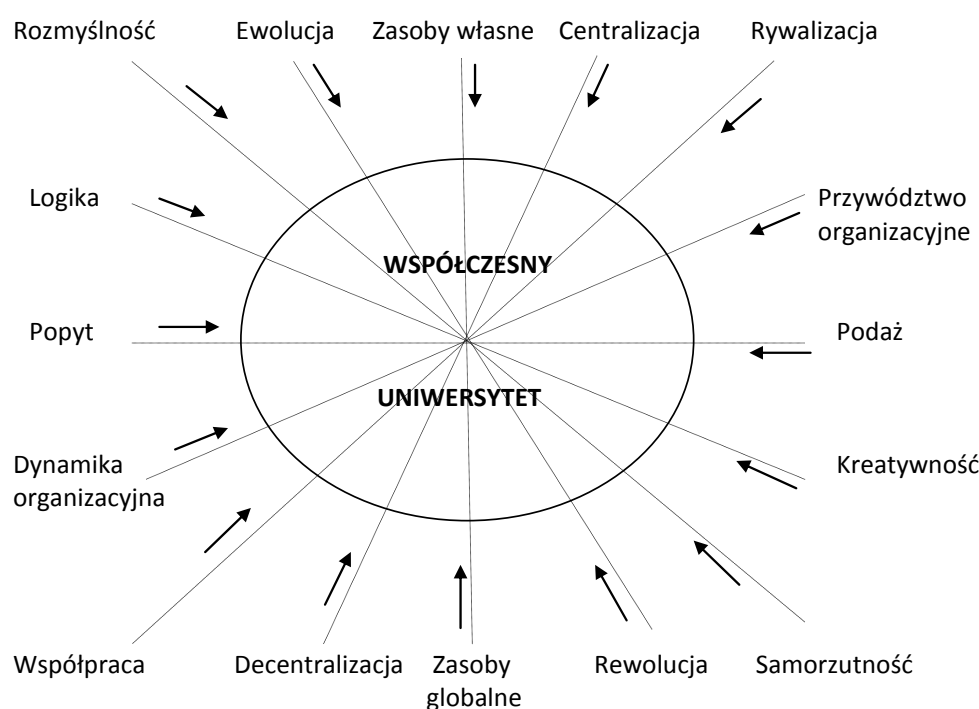 Rozmyślność
Ewolucja
Zasoby własne
Centralizacja
Rywalizacja
Logika
Przywództwo
organizacyjne
WSPÓŁCZESNY
Popyt
Podaż
UNIWERSYTET
Dynamika
organizacyjna
Kreatywność
Współpraca
Decentralizacja
Zasoby
globalne
Rewolucja
Samorzutność